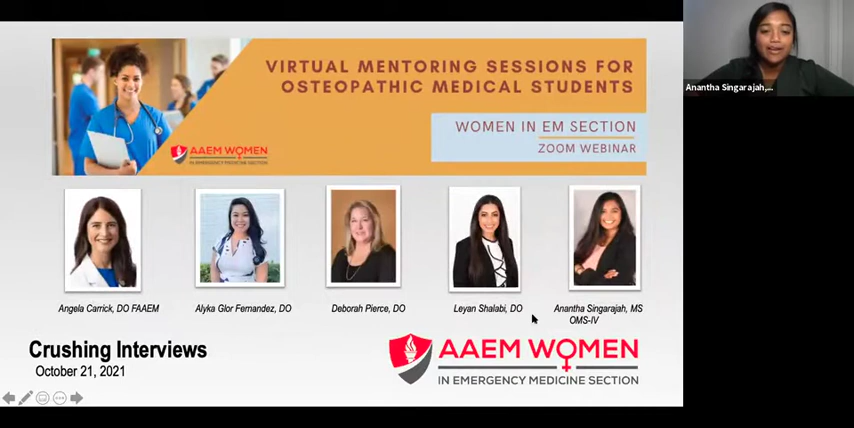 VIRTUAL MENTORING SESSIONS FOR
OSTEOPATHIC MEDICAL STUDENTS
WOMEN IN EM SECTION
ZOOM WEBINAR
AAEM WOMEN
IN EMERGENCY MEDICINE SECTION
Anantha Singarajah,...
Angela Carrick, DO FAAEM
Alyka Glor Fernandez, DO
Deborah Pierce, DO
Leyan Shalabi, DO
Anantha Singarajah, MS
OMS-IV
Crushing Interviews
October 21, 2021
AAEM WOMEN
IN EMERGENCY MEDICINE SECTION